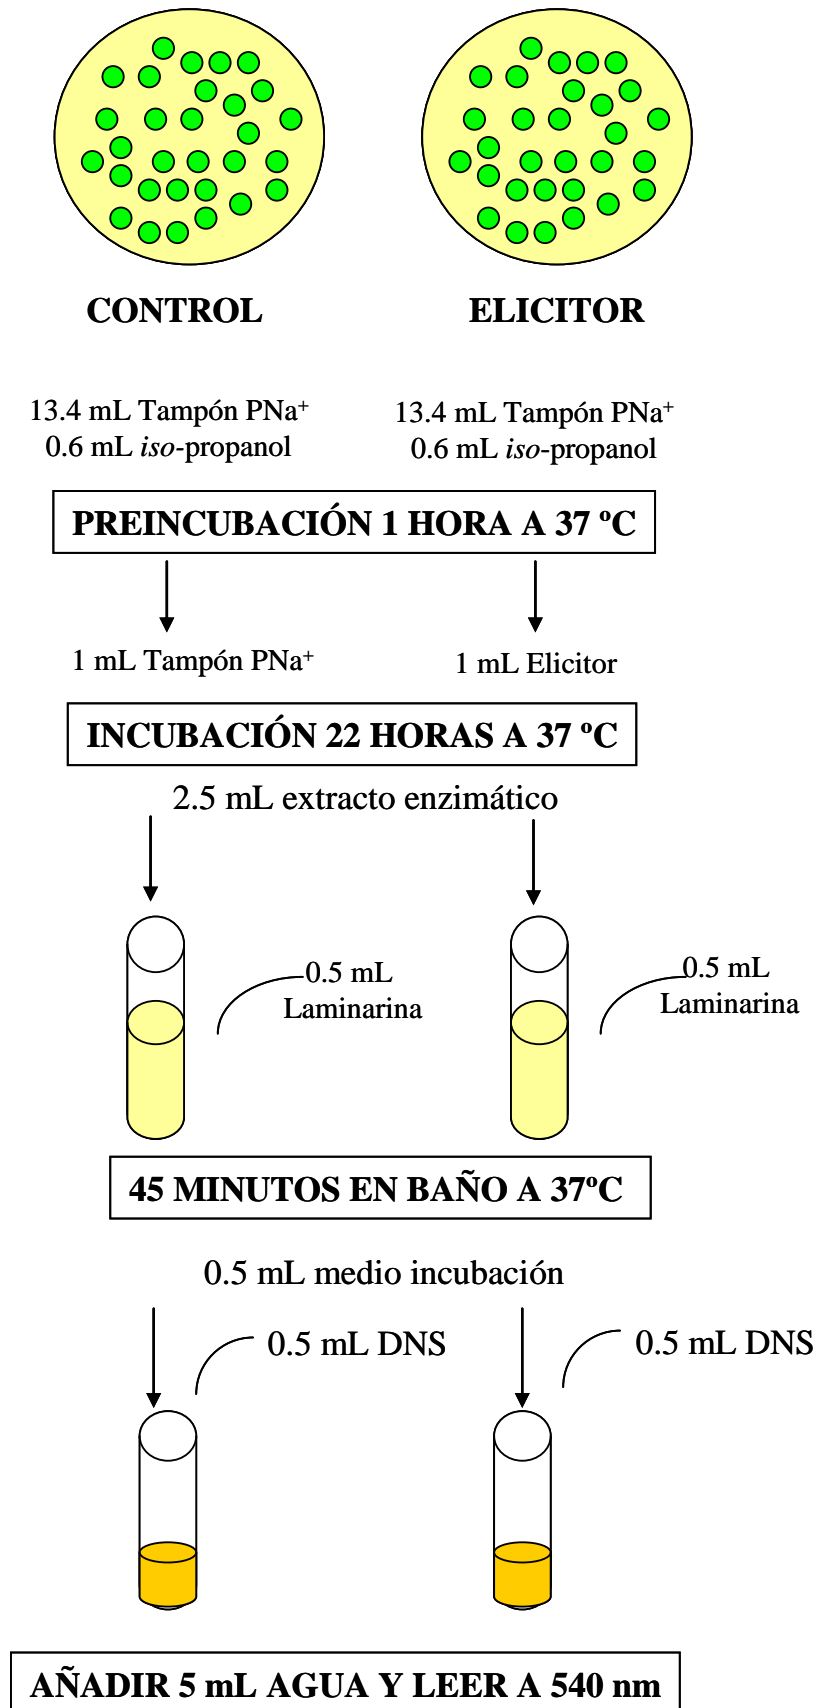 CONTROL
ELICITOR
13.4 mL Tampón PNa⁺
0.6 mL iso-propanol
13.4 mL Tampón PNa⁺
0.6 mL iso-propanol
PREINCUBACIÓN 1 HORA A 37 ºC
1 mL Tampón PNa⁺
1 mL Elicitor
INCUBACIÓN 22 HORAS A 37 ºC
2.5 mL extracto enzimático
0.5 mL
Laminarina
0.5 mL
Laminarina
45 MINUTOS EN BAÑO A 37ºC
0.5 mL medio incubación
0.5 mL DNS
0.5 mL DNS
AÑADIR 5 mL AGUA Y LEER A 540 nm